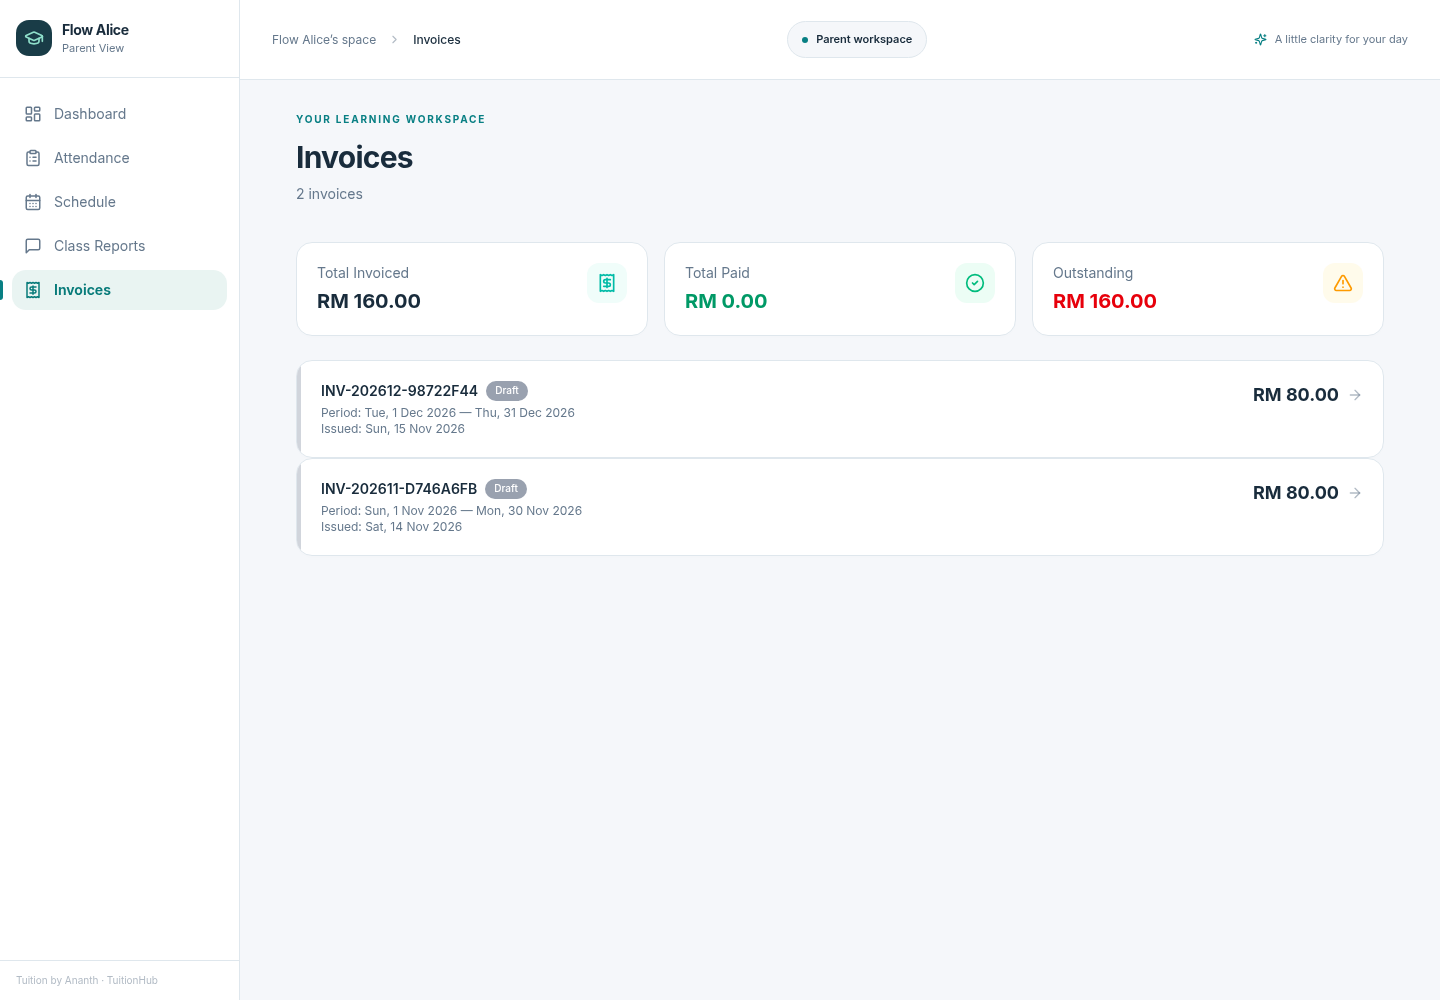 Flow Alice
Parent View
Dashboard
Attendance
Schedule
Class Reports
Invoices
Tuition by Ananth · TuitionHub
Flow Alice's space > Invoices
Parent workspace
A little clarity for your day
YOUR LEARNING WORKSPACE
Invoices
2 invoices
Total Invoiced
RM 160.00
Total Paid
RM 0.00
Outstanding
RM 160.00
INV-202612-98722F44 Draft
RM 80.00
Period: Tue, 1 Dec 2026 — Thu, 31 Dec 2026
Issued: Sun, 15 Nov 2026
INV-202611-D746A6FB Draft
RM 80.00
Period: Sun, 1 Nov 2026 — Mon, 30 Nov 2026
Issued: Sat, 14 Nov 2026